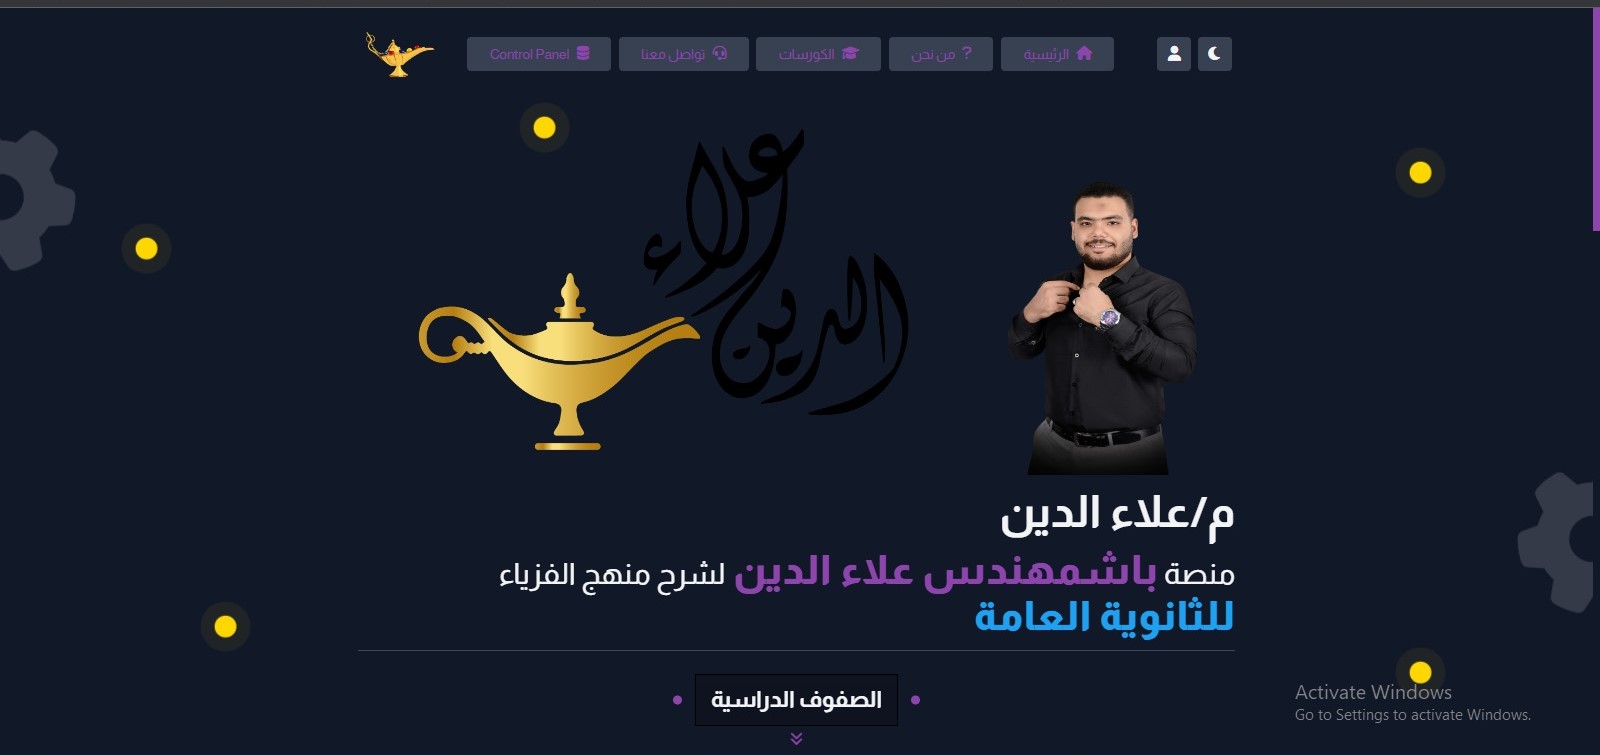 الرئيسية
من نحن
الكورسات
تواصل معنا
Control Panel
علاء
الدين
م/علاء الدين
منصة باشمهندس علاء الدين لشرح منهج الفزياء
للثانوية العامة
الصفوف الدراسية
Activate Windows
Go to Settings to activate Windows.